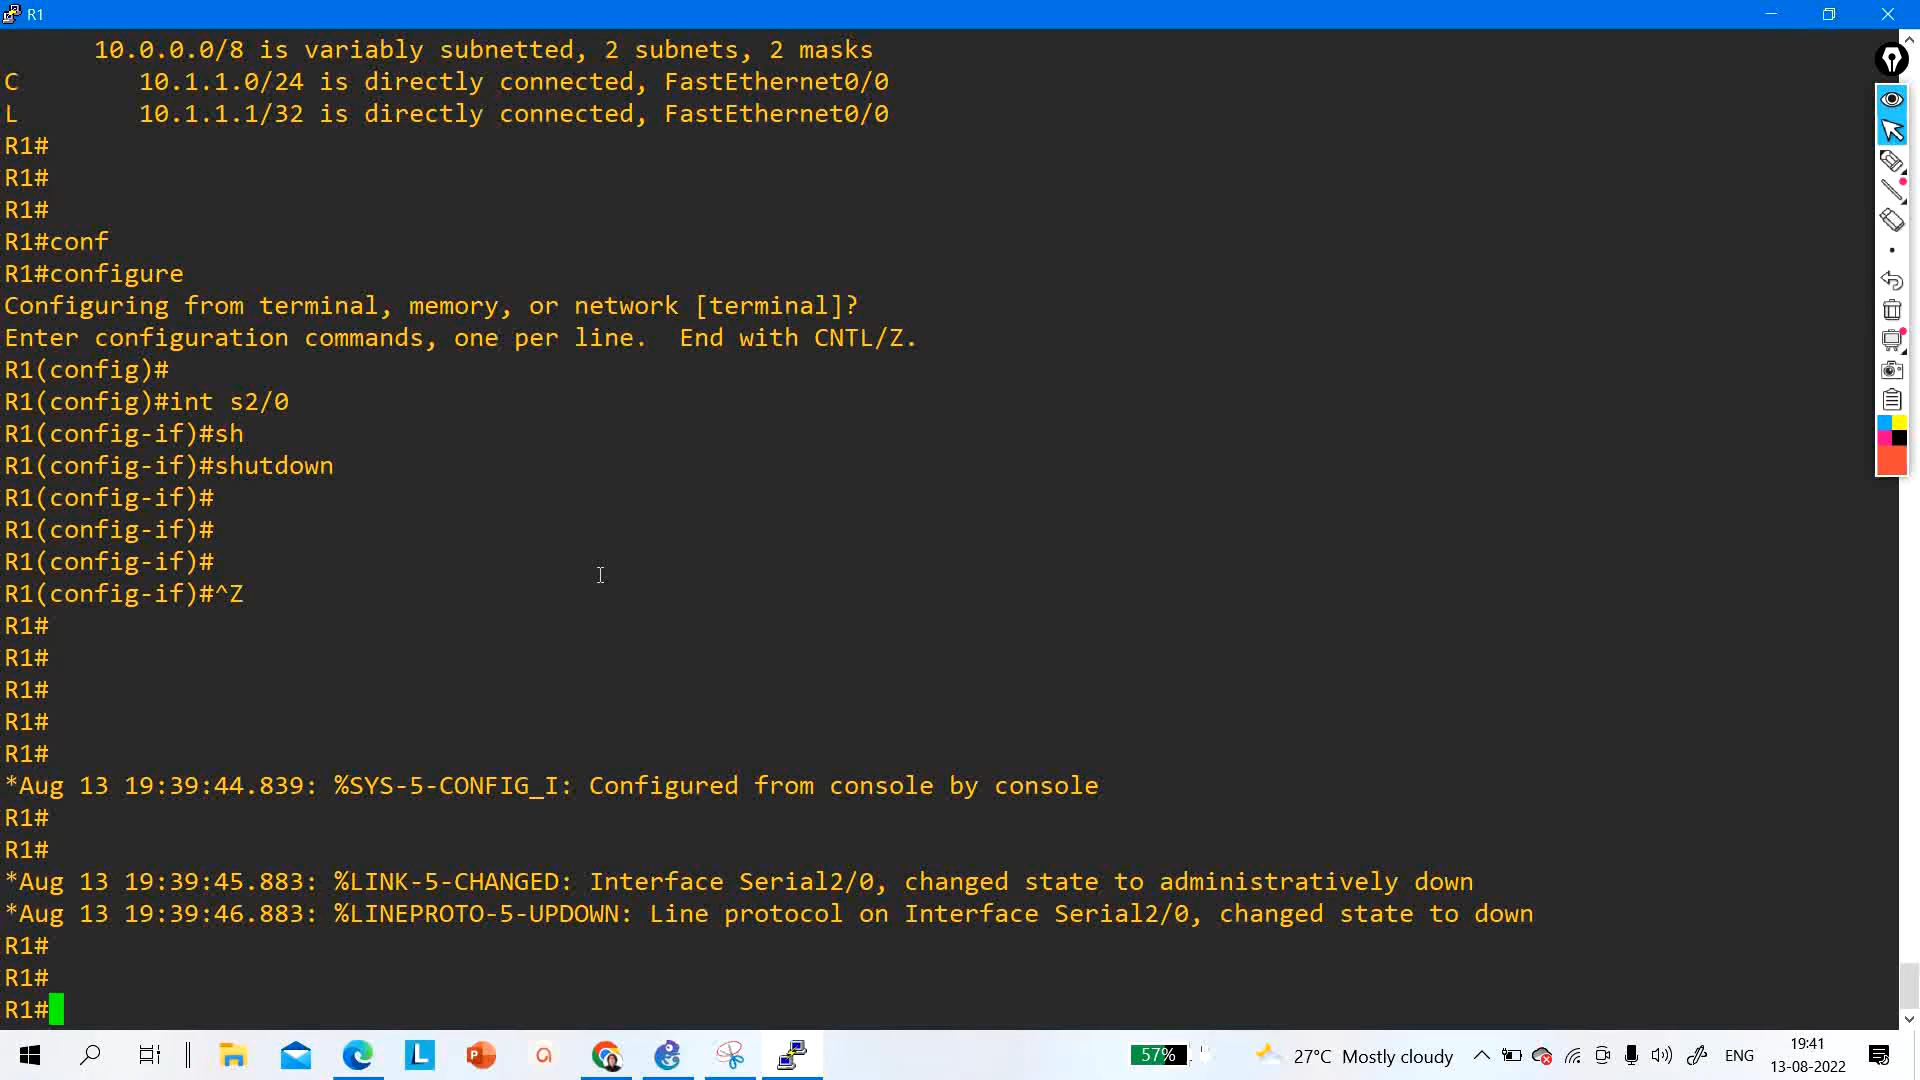 R1
10.0.0.0/8 is variably subnetted, 2 subnets, 2 masks
C        10.1.1.0/24 is directly connected, FastEthernet0/0
L        10.1.1.1/32 is directly connected, FastEthernet0/0
R1#
R1#
R1#
R1#conf
R1#configure
Configuring from terminal, memory, or network [terminal]?
Enter configuration commands, one per line.  End with CNTL/Z.
R1(config)#
R1(config)#int s2/0
R1(config-if)#sh
R1(config-if)#shutdown
R1(config-if)#
R1(config-if)#
R1(config-if)#
R1(config-if)#^Z
R1#
R1#
R1#
R1#
R1#
*Aug 13 19:39:44.839: %SYS-5-CONFIG_I: Configured from console by console
R1#
R1#
*Aug 13 19:39:45.883: %LINK-5-CHANGED: Interface Serial2/0, changed state to administratively down
*Aug 13 19:39:46.883: %LINEPROTO-5-UPDOWN: Line protocol on Interface Serial2/0, changed state to down
R1#
R1#
R1#
57% 27°C Mostly cloudy ENG 19:41
13-08-2022